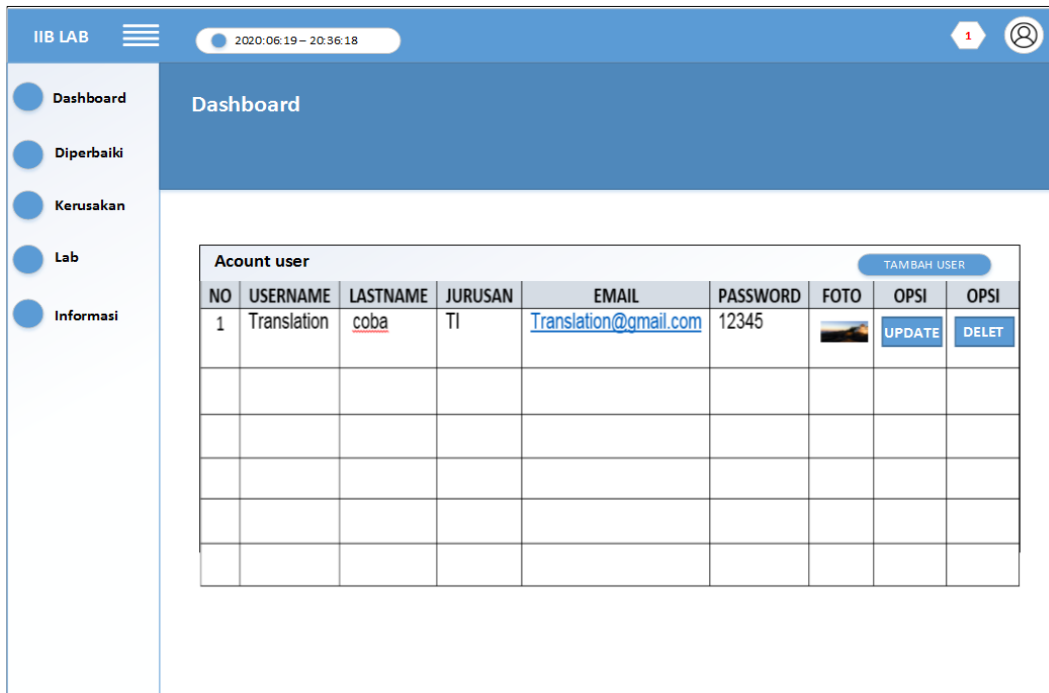 IIB LAB
2020:06:19 – 20:36:18
1
Dashboard
Diperbaiki
Kerusakan
Lab
Informasi
Dashboard
Acount user
TAMBAH USER
NO USERNAME LASTNAME JURUSAN EMAIL PASSWORD FOTO OPSI OPSI
1 Translation coba TI Translation@gmail.com 12345 UPDATE DELET